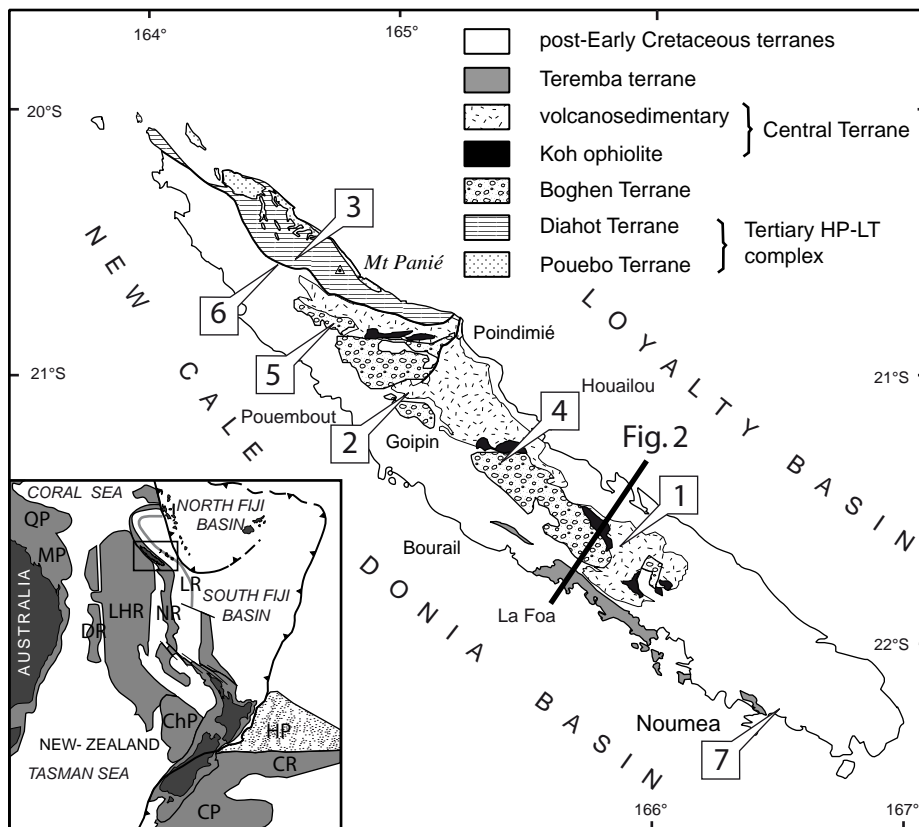 164°
165°
post-Early Cretaceous terranes
Teremba terrane
volcanosedimentary
Central Terrane
Koh ophiolite
Boghen Terrane
Diahot Terrane
Tertiary HP-LT
complex
Pouebo Terrane
20°S
3
Mt Panié
6
5
Poindimié
21°S
21°S
Houailou
Pouembout
2
Goipin
4
Fig. 2
1
Bourail
La Foa
22°S
Noumea
7
166°
167°
NEW CALE
DONIA BASIN
LOYALTY BASIN
CORAL SEA
QP
NORTH FIJI
BASIN
MP
AUSTRALIA
LHR
DR
NR
LR
SOUTH FIJI
BASIN
ChP
NEW- ZEALAND
HP
TASMAN SEA
CR
CP